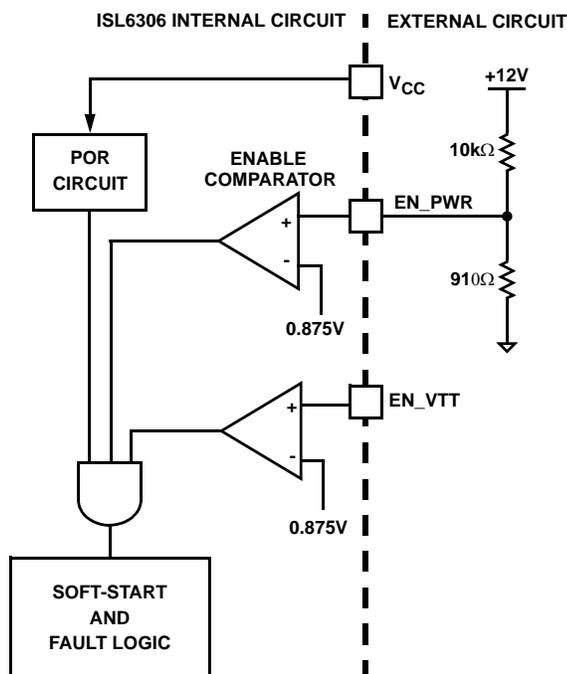 ISL6306 INTERNAL CIRCUIT
EXTERNAL CIRCUIT
VCC
+12V
POR
CIRCUIT
ENABLE
COMPARATOR
10kΩ
+
EN_PWR
-
0.875V
910Ω
+
EN_VTT
-
0.875V
SOFT-START
AND
FAULT LOGIC